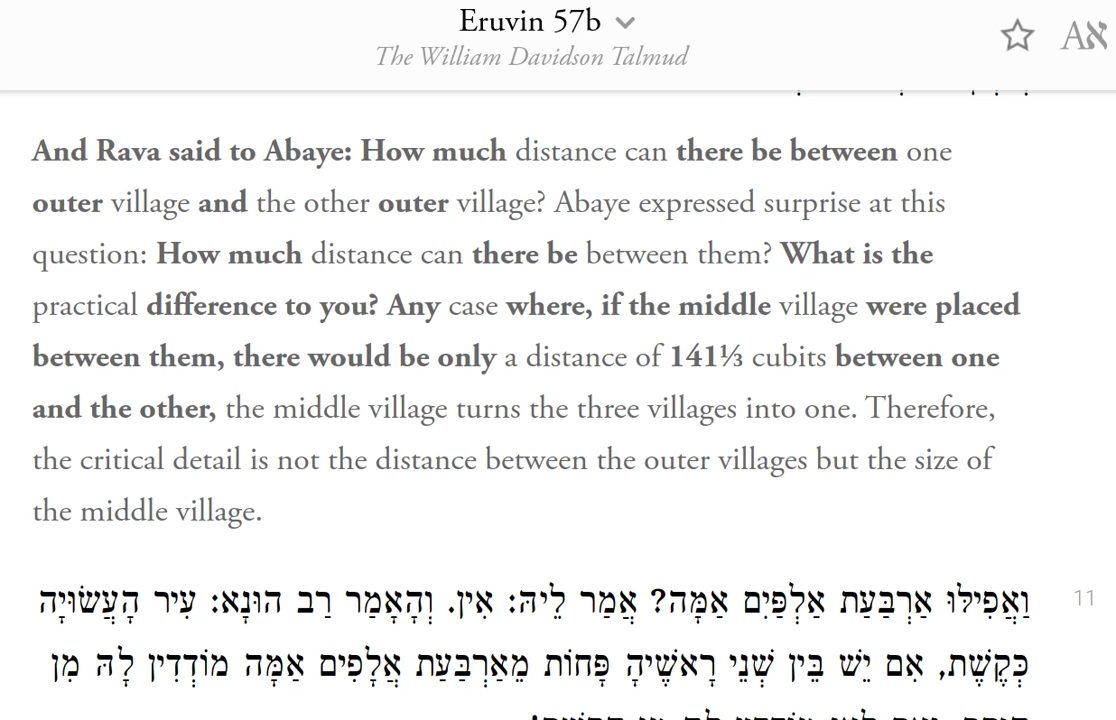 Eruvin 57b
The William Davidson Talmud
Aא
And Rava said to Abaye: How much distance can there be between one
outer village and the other outer village? Abaye expressed surprise at this
question: How much distance can there be between them? What is the
practical difference to you? Any case where, if the middle village were placed
between them, there would be only a distance of 141⅓ cubits between one
and the other, the middle village turns the three villages into one. Therefore,
the critical detail is not the distance between the outer villages but the size of
the middle village.
11
וַאֲפִילּוּ אַרְבַּעַת אַלְפַּיִם אַמָּה? אֲמַר לֵיהּ: אִין. וְהָאָמַר רַב הוּנָא: עִיר הָעֲשׂוּיָה
כְּקֶשֶׁת, אִם יֵשׁ בֵּין שְׁנֵי רָאשֶׁיהָ פָּחוֹת מֵאַרְבַּעַת אֲלָפִים אַמָּה מוֹדְדִין לָהּ מִן